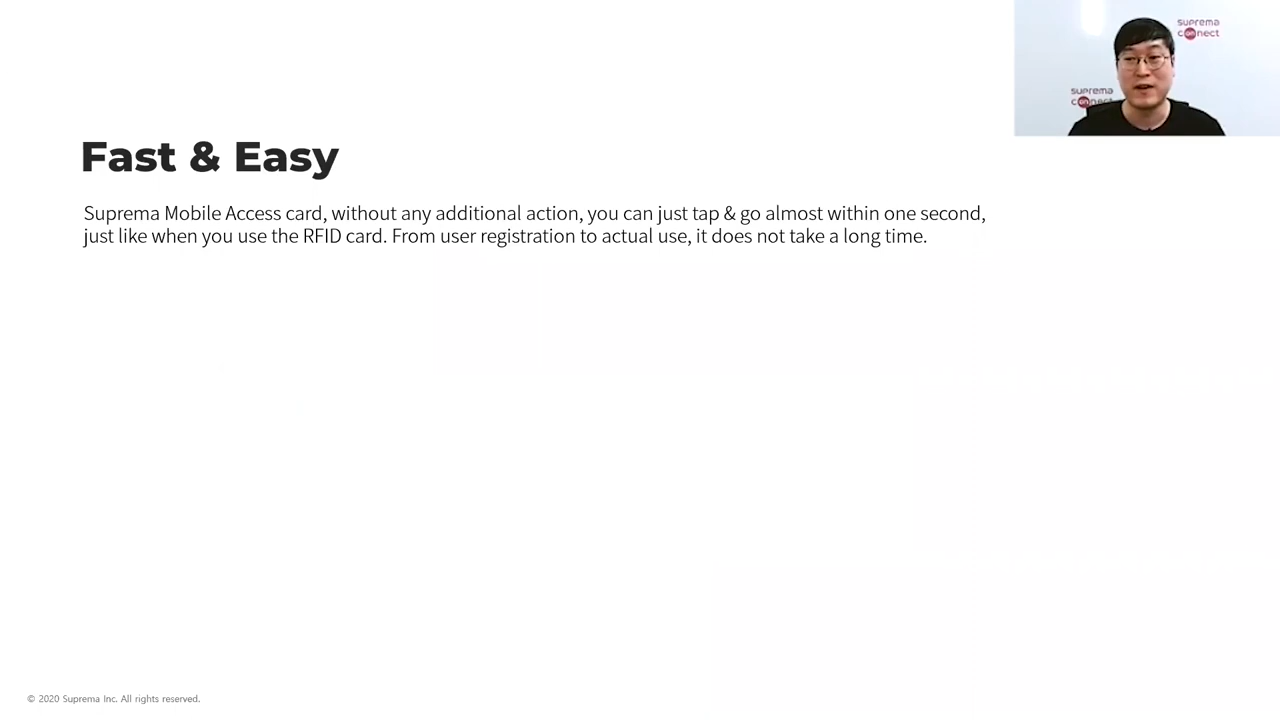 suprema
connect
suprema
connect
Fast & Easy
Suprema Mobile Access card, without any additional action, you can just tap & go almost within one second,
just like when you use the RFID card. From user registration to actual use, it does not take a long time.
© 2020 Suprema Inc. All rights reserved.